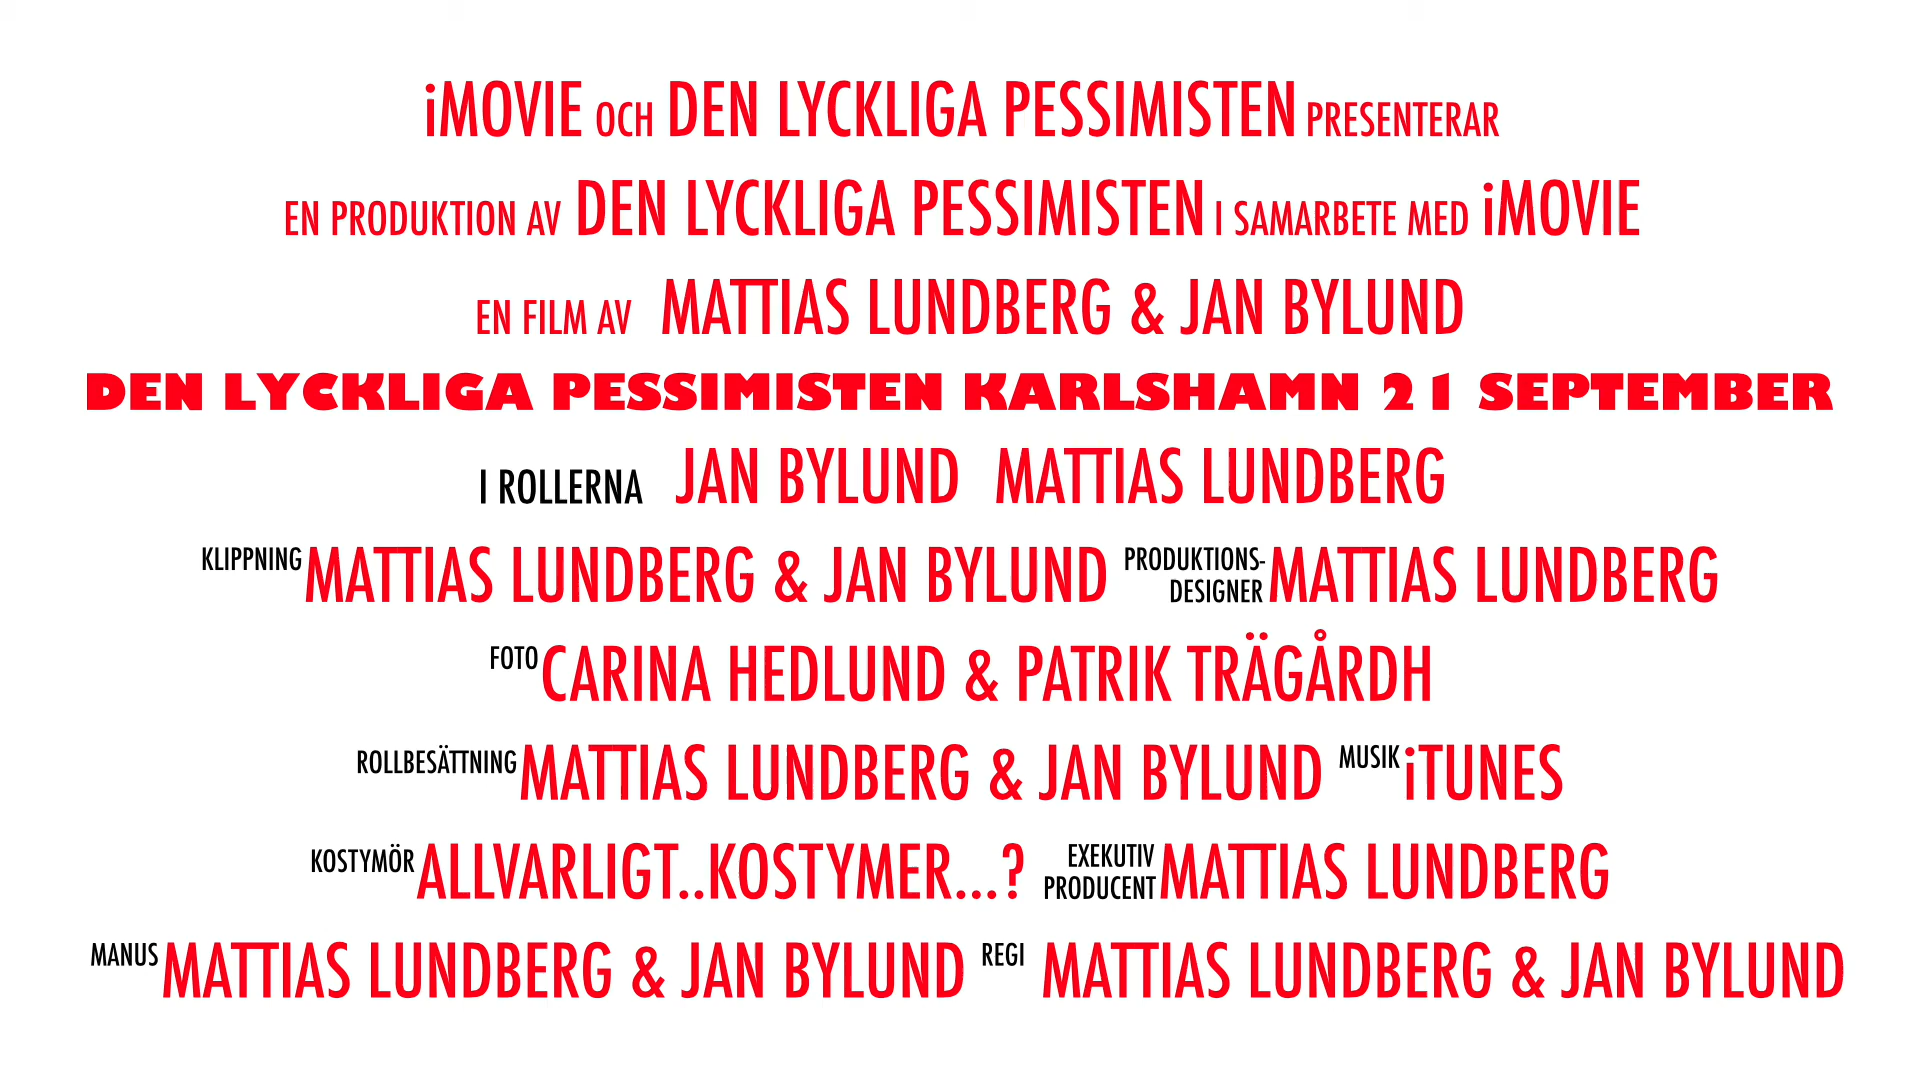 iMOVIE OCH DEN LYCKLIGA PESSIMISTEN PRESENTERAR
EN PRODUKTION AV DEN LYCKLIGA PESSIMISTEN I SAMARBETE MED iMOVIE
EN FILM AV MATTIAS LUNDBERG & JAN BYLUND
DEN LYCKLIGA PESSIMISTEN KARLSHAMN 21 SEPTEMBER
I ROLLERNA JAN BYLUND MATTIAS LUNDBERG
KLIPPNING MATTIAS LUNDBERG & JAN BYLUND PRODUKTIONS-DESIGNER MATTIAS LUNDBERG
FOTO CARINA HEDLUND & PATRIK TRÄGÅRDH
ROLLBESÄTTNING MATTIAS LUNDBERG & JAN BYLUND MUSIK iTUNES
KOSTYMÖR ALLVARLIGT..KOSTYMER...? EXEKUTIV PRODUCENT MATTIAS LUNDBERG
MANUS MATTIAS LUNDBERG & JAN BYLUND REGI MATTIAS LUNDBERG & JAN BYLUND